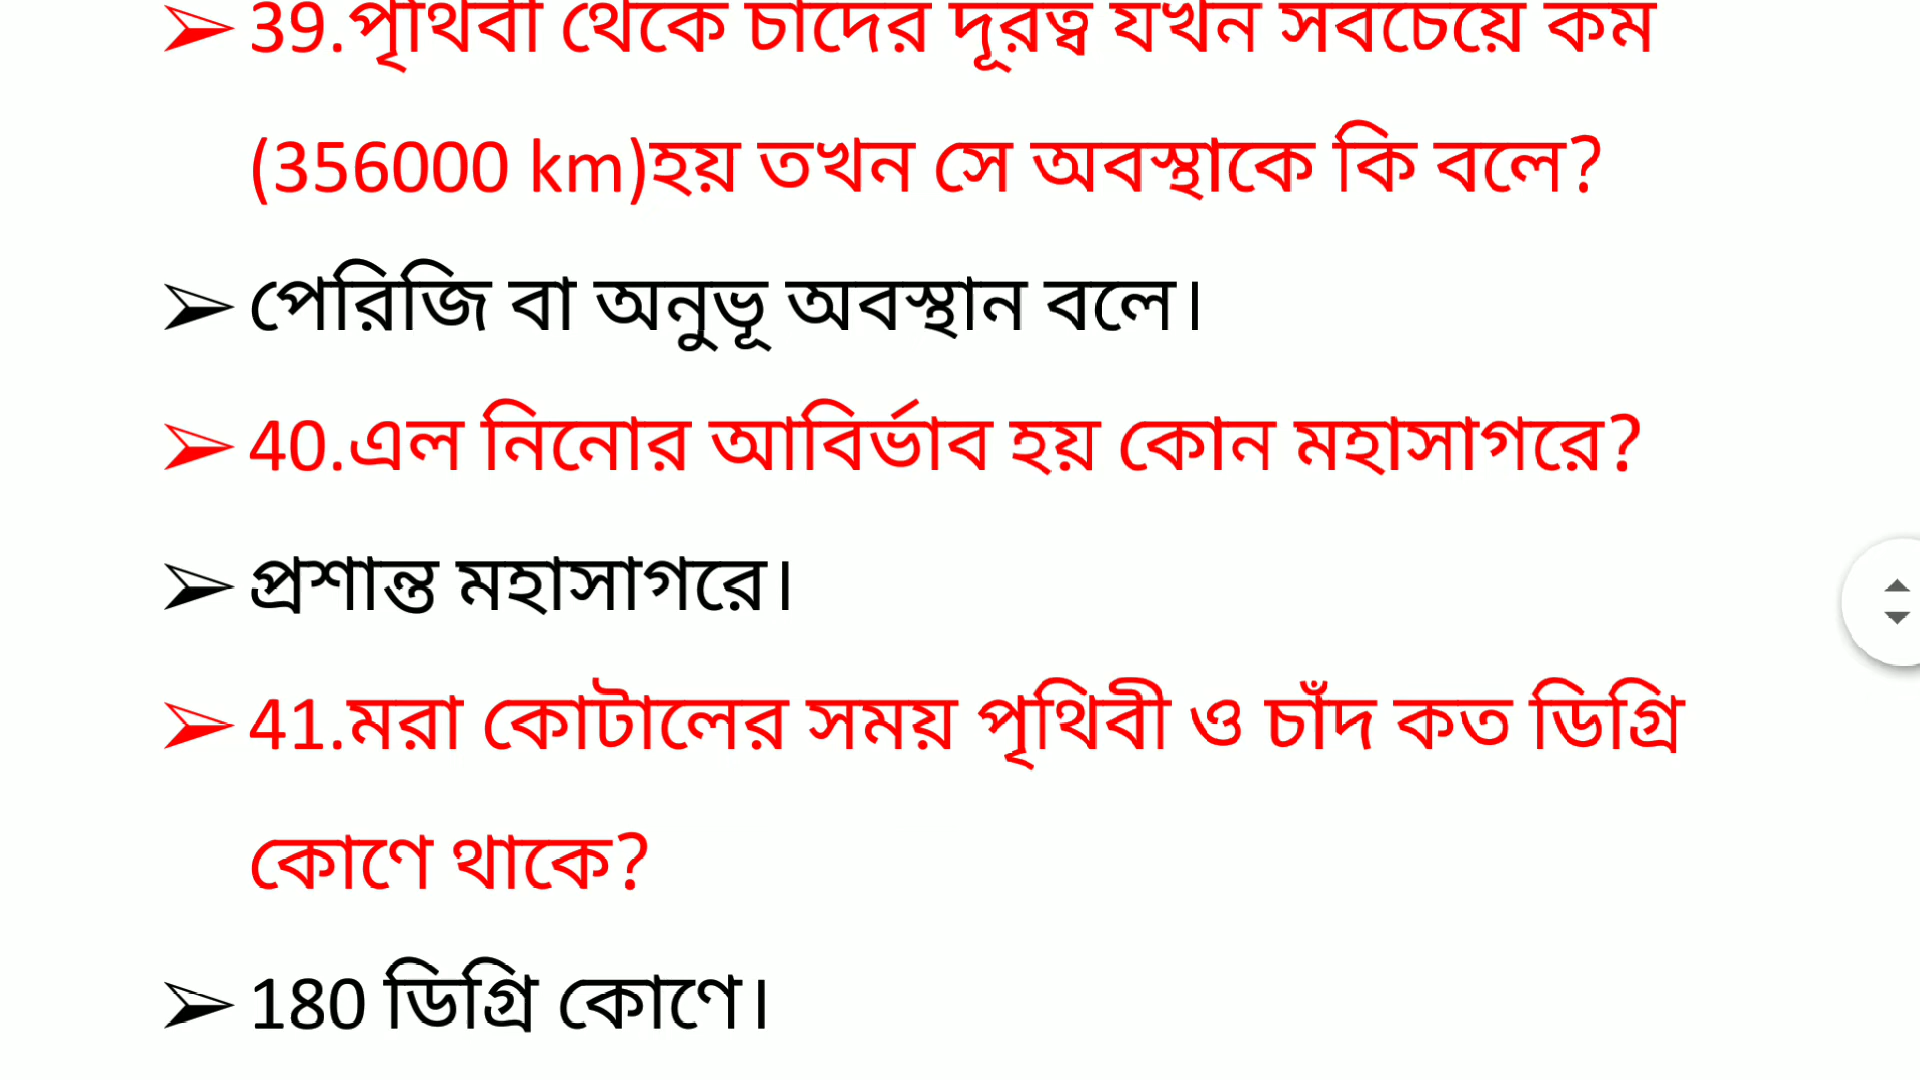 ➢ 39.পৃথিবী থেকে চাঁদের দূরত্ব যখন সবচেয়ে কম
(356000 km)হয় তখন সে অবস্থাকে কি বলে?
➢ পেরিজি বা অনুভূ অবস্থান বলে।
➢ 40.এল নিনোর আবির্ভাব হয় কোন মহাসাগরে?
➢ প্রশান্ত মহাসাগরে।
➢ 41.মরা কোটালের সময় পৃথিবী ও চাঁদ কত ডিগ্রি
কোণে থাকে?
➢ 180 ডিগ্রি কোণে।